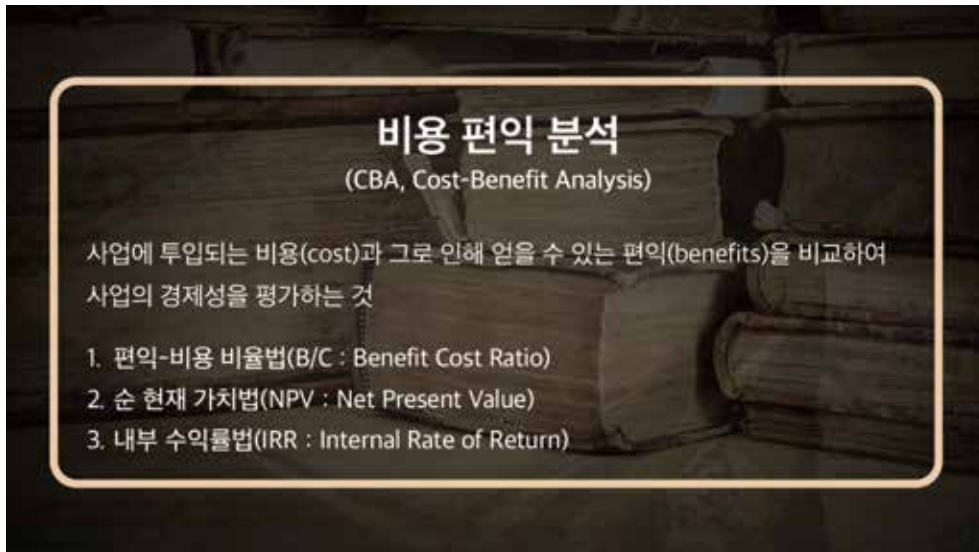 비용 편익 분석
(CBA, Cost-Benefit Analysis)
사업에 투입되는 비용(cost)과 그로 인해 얻을 수 있는 편익(benefits)을 비교하여
사업의 경제성을 평가하는 것
1. 편익-비용 비율법(B/C : Benefit Cost Ratio)
2. 순 현재 가치법(NPV : Net Present Value)
3. 내부 수익률법(IRR : Internal Rate of Return)